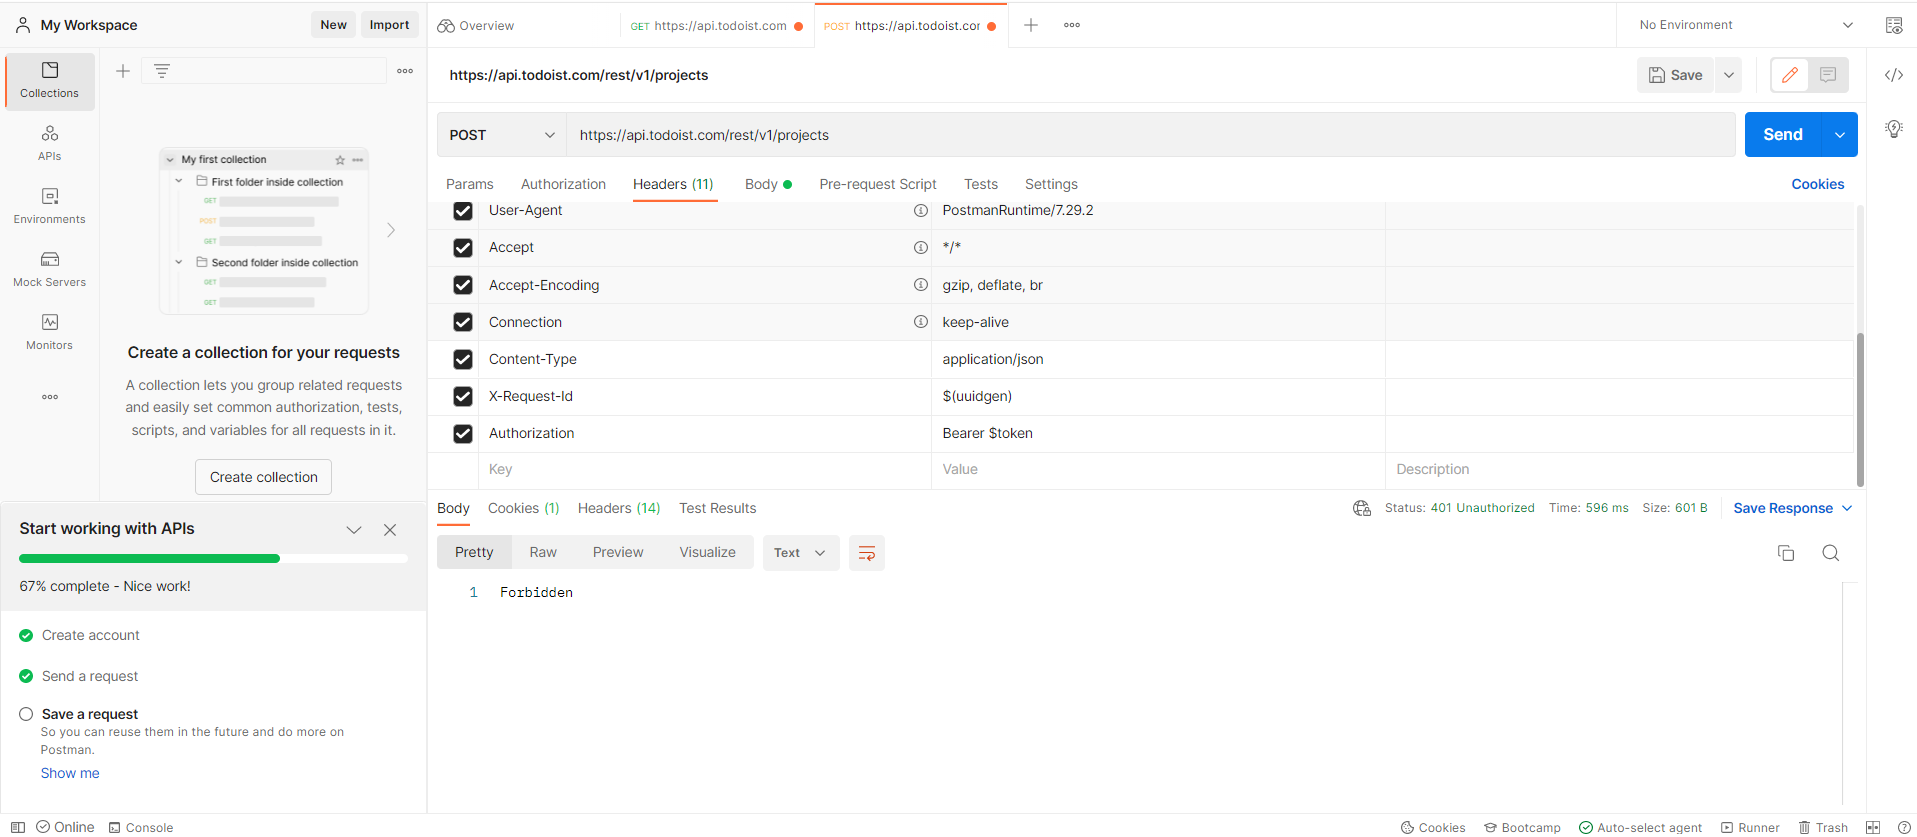 My Workspace
New
Import
Overview
GET https://api.todoist.com
POST https://api.todoist.cor
No Environment
Collections
APIs
Environments
Mock Servers
Monitors
My first collection
First folder inside collection
GET
POST
GET
Second folder inside collection
GET
GET
Create a collection for your requests
A collection lets you group related requests
and easily set common authorization, tests,
scripts, and variables for all requests in it.
Create collection
Start working with APIs
67% complete - Nice work!
Create account
Send a request
Save a request
So you can reuse them in the future and do more on
Postman.
Show me
https://api.todoist.com/rest/v1/projects
Save
POST
https://api.todoist.com/rest/v1/projects
Send
Params
Authorization
Headers (11)
Body
Pre-request Script
Tests
Settings
Cookies
User-Agent
PostmanRuntime/7.29.2
Accept
*/*
Accept-Encoding
gzip, deflate, br
Connection
keep-alive
Content-Type
application/json
X-Request-Id
$(uuidgen)
Authorization
Bearer $token
Key
Value
Description
Body
Cookies (1)
Headers (14)
Test Results
Status: 401 Unauthorized
Time: 596 ms
Size: 601 B
Save Response
Pretty
Raw
Preview
Visualize
Text
1 Forbidden
Online
Console
Cookies
Bootcamp
Auto-select agent
Runner
Trash